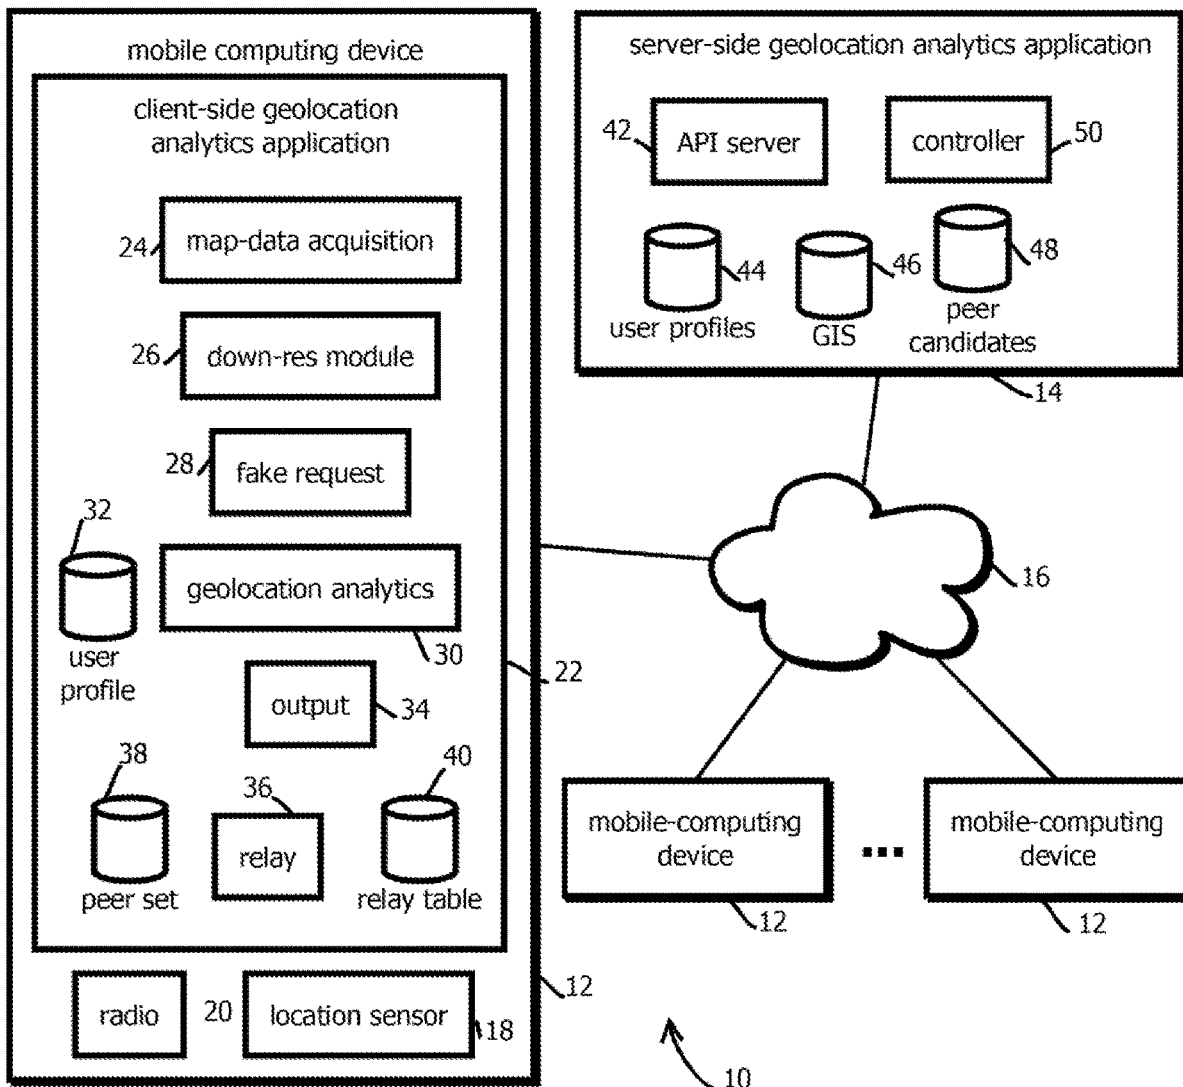 mobile computing device
client-side geolocation
analytics application
24
map-data acquisition
26
down-res module
28
fake request
32
user
profile
geolocation analytics
30
22
output
34
38
peer set
36
relay
40
relay table
radio
20
location sensor
18
12
server-side geolocation analytics application
42
API server
controller
50
44
user profiles
46
GIS
48
peer
candidates
14
16
mobile-computing
device
12
...
mobile-computing
device
12
10